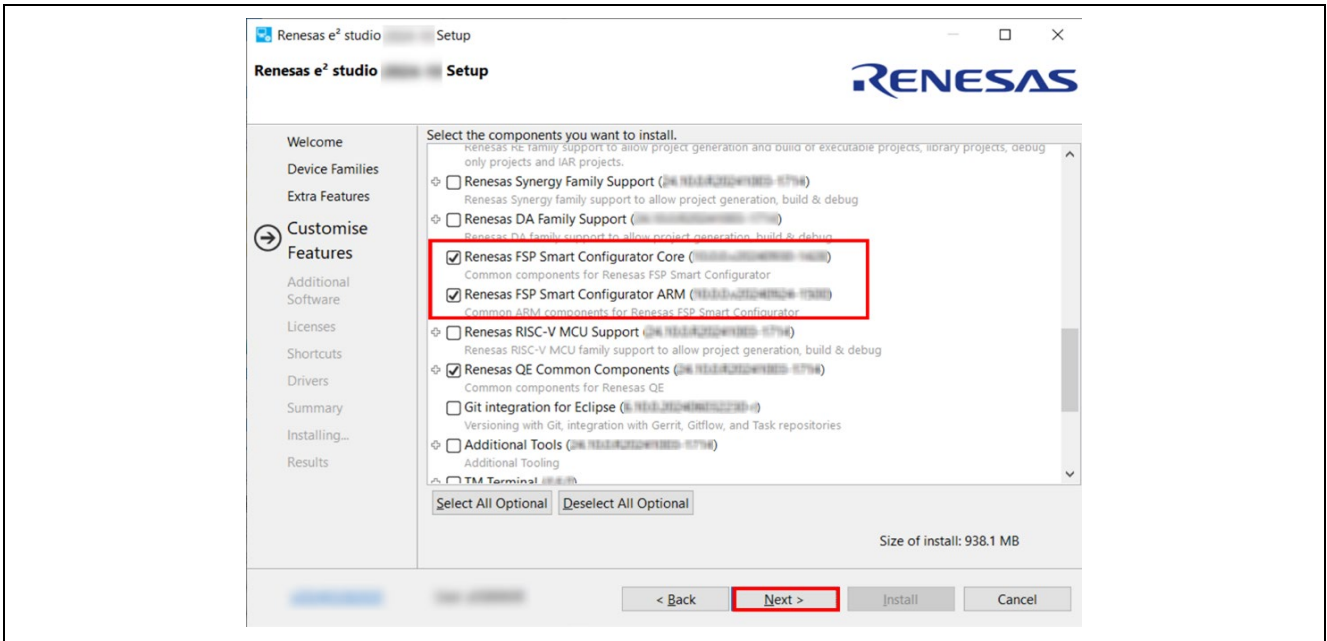 Renesas e² studio Setup
Renesas e² studio Setup
RENESAS
Welcome
Device Families
Extra Features
Customise
Features
Additional
Software
Licenses
Shortcuts
Drivers
Summary
Installing...
Results
Select the components you want to install.
Renesas RE family support to allow project generation and build of executable projects, library projects, debug
only projects and IAR projects.
Renesas Synergy Family Support (
Renesas Synergy family support to allow project generation, build & debug
Renesas DA Family Support ( )
Renesas DA family support to allow project generation, build & debug
Renesas FSP Smart Configurator Core ( )
Common components for Renesas FSP Smart Configurator
Renesas FSP Smart Configurator ARM ( )
Common ARM components for Renesas FSP Smart Configurator
Renesas RISC-V MCU Support ( )
Renesas RISC-V MCU family support to allow project generation, build & debug
Renesas QE Common Components ( )
Common components for Renesas QE
Git integration for Eclipse ( )
Versioning with Git, integration with Gerrit, Gitflow, and Task repositories
Additional Tools ( )
Additional Tooling
TM Terminal
Select All Optional Deselect All Optional
Size of install: 938.1 MB
< Back Next > Install Cancel